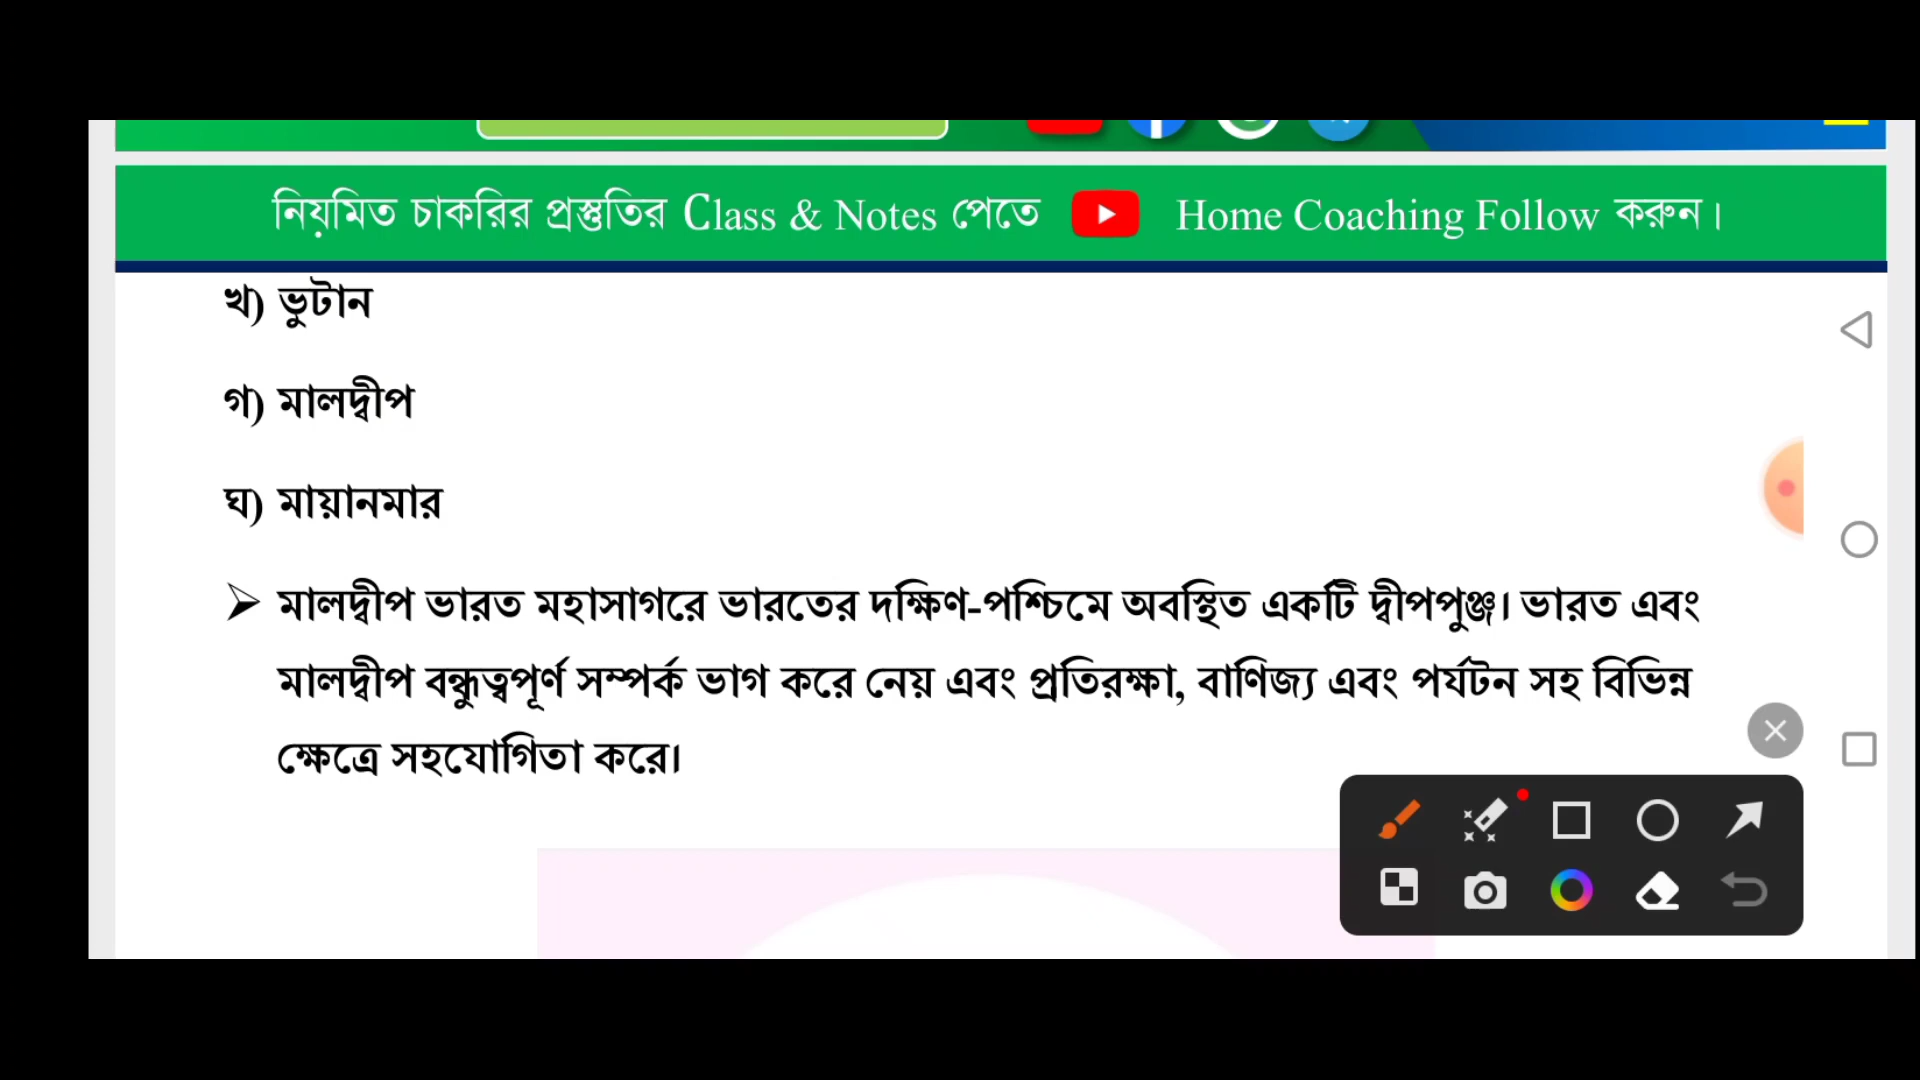 নিয়মিত চাকরির প্রস্তুতির Class & Notes পেতে Home Coaching Follow করুন।
খ) ভুটান
গ) মালদ্বীপ
ঘ) মায়ানমার
➢ মালদ্বীপ ভারত মহাসাগরে ভারতের দক্ষিণ-পশ্চিমে অবস্থিত একটি দ্বীপপুঞ্জ। ভারত এবং
মালদ্বীপ বন্ধুত্বপূর্ণ সম্পর্ক ভাগ করে নেয় এবং প্রতিরক্ষা, বাণিজ্য এবং পর্যটন সহ বিভিন্ন
ক্ষেত্রে সহযোগিতা করে।